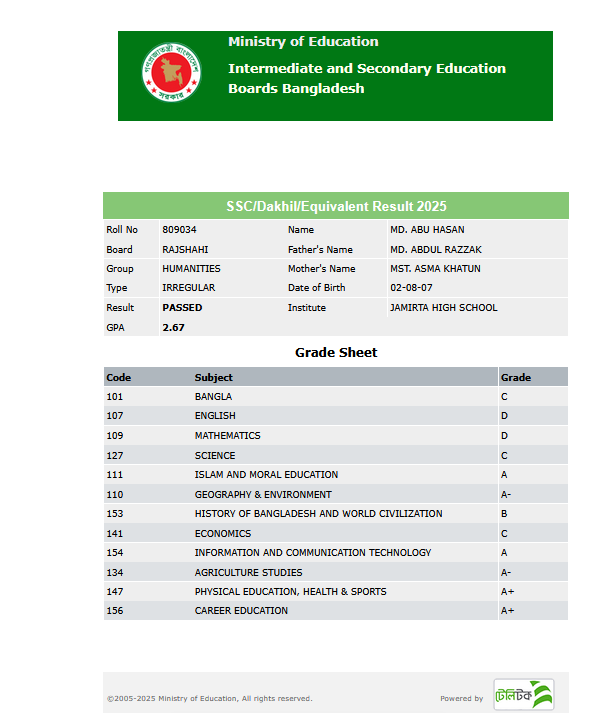 গণপ্রজাতন্ত্রী বাংলাদেশ
সরকার
Ministry of Education
Intermediate and Secondary Education
Boards Bangladesh
SSC/Dakhil/Equivalent Result 2025
Roll No 809034 Name MD. ABU HASAN
Board RAJSHAHI Father's Name MD. ABDUL RAZZAK
Group HUMANITIES Mother's Name MST. ASMA KHATUN
Type IRREGULAR Date of Birth 02-08-07
Result PASSED Institute JAMIRTA HIGH SCHOOL
GPA 2.67
Grade Sheet
Code Subject Grade
101 BANGLA C
107 ENGLISH D
109 MATHEMATICS D
127 SCIENCE C
111 ISLAM AND MORAL EDUCATION A
110 GEOGRAPHY & ENVIRONMENT A-
153 HISTORY OF BANGLADESH AND WORLD CIVILIZATION B
141 ECONOMICS C
154 INFORMATION AND COMMUNICATION TECHNOLOGY A
134 AGRICULTURE STUDIES A-
147 PHYSICAL EDUCATION, HEALTH & SPORTS A+
156 CAREER EDUCATION A+
©2005-2025 Ministry of Education, All rights reserved. Powered by টেলিটক